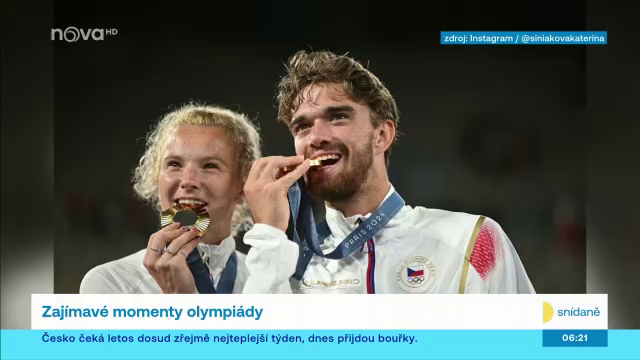 nova HD
zdroj: Instagram / @siniakovakaterina
PARIS 2024
Zajímavé momenty olympiády
snídaně
Česko čeká letos dosud zřejmě nejteplejší týden, dnes přijdou bouřky.
06:21